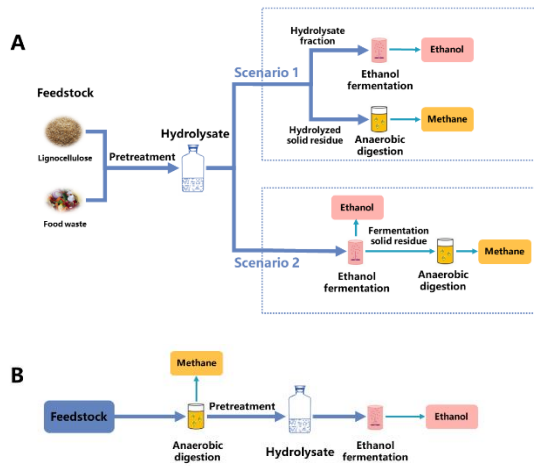 A
Feedstock
Lignocellulose
Food waste
Pretreatment
Hydrolysate
Scenario 1
Hydrolysate
fraction
Ethanol
fermentation
Ethanol
Hydrolyzed
solid residue
Anaerobic
digestion
Methane
Scenario 2
Ethanol
Ethanol
fermentation
Fermentation
solid residue
Anaerobic
digestion
Methane
B
Feedstock
Methane
Anaerobic
digestion
Pretreatment
Hydrolysate
Ethanol
fermentation
Ethanol